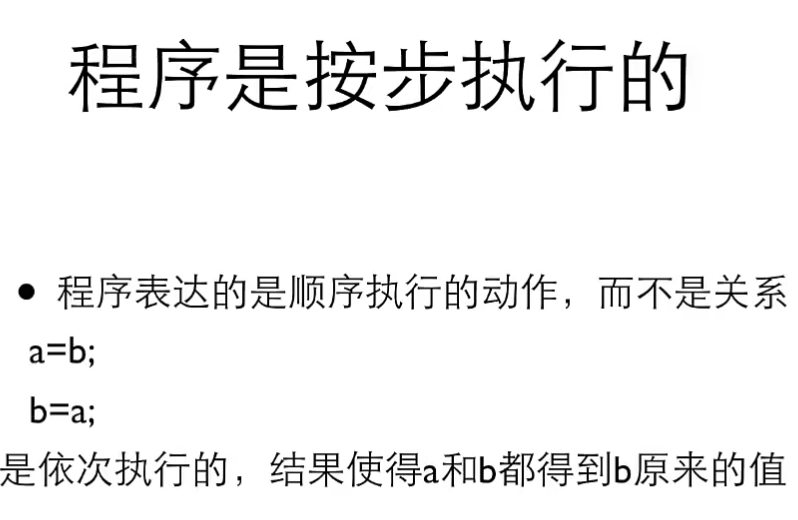 程序是按步执行的
• 程序表达的是顺序执行的动作，而不是关系
a=b;
b=a;
是依次执行的，结果使得a和b都得到b原来的值